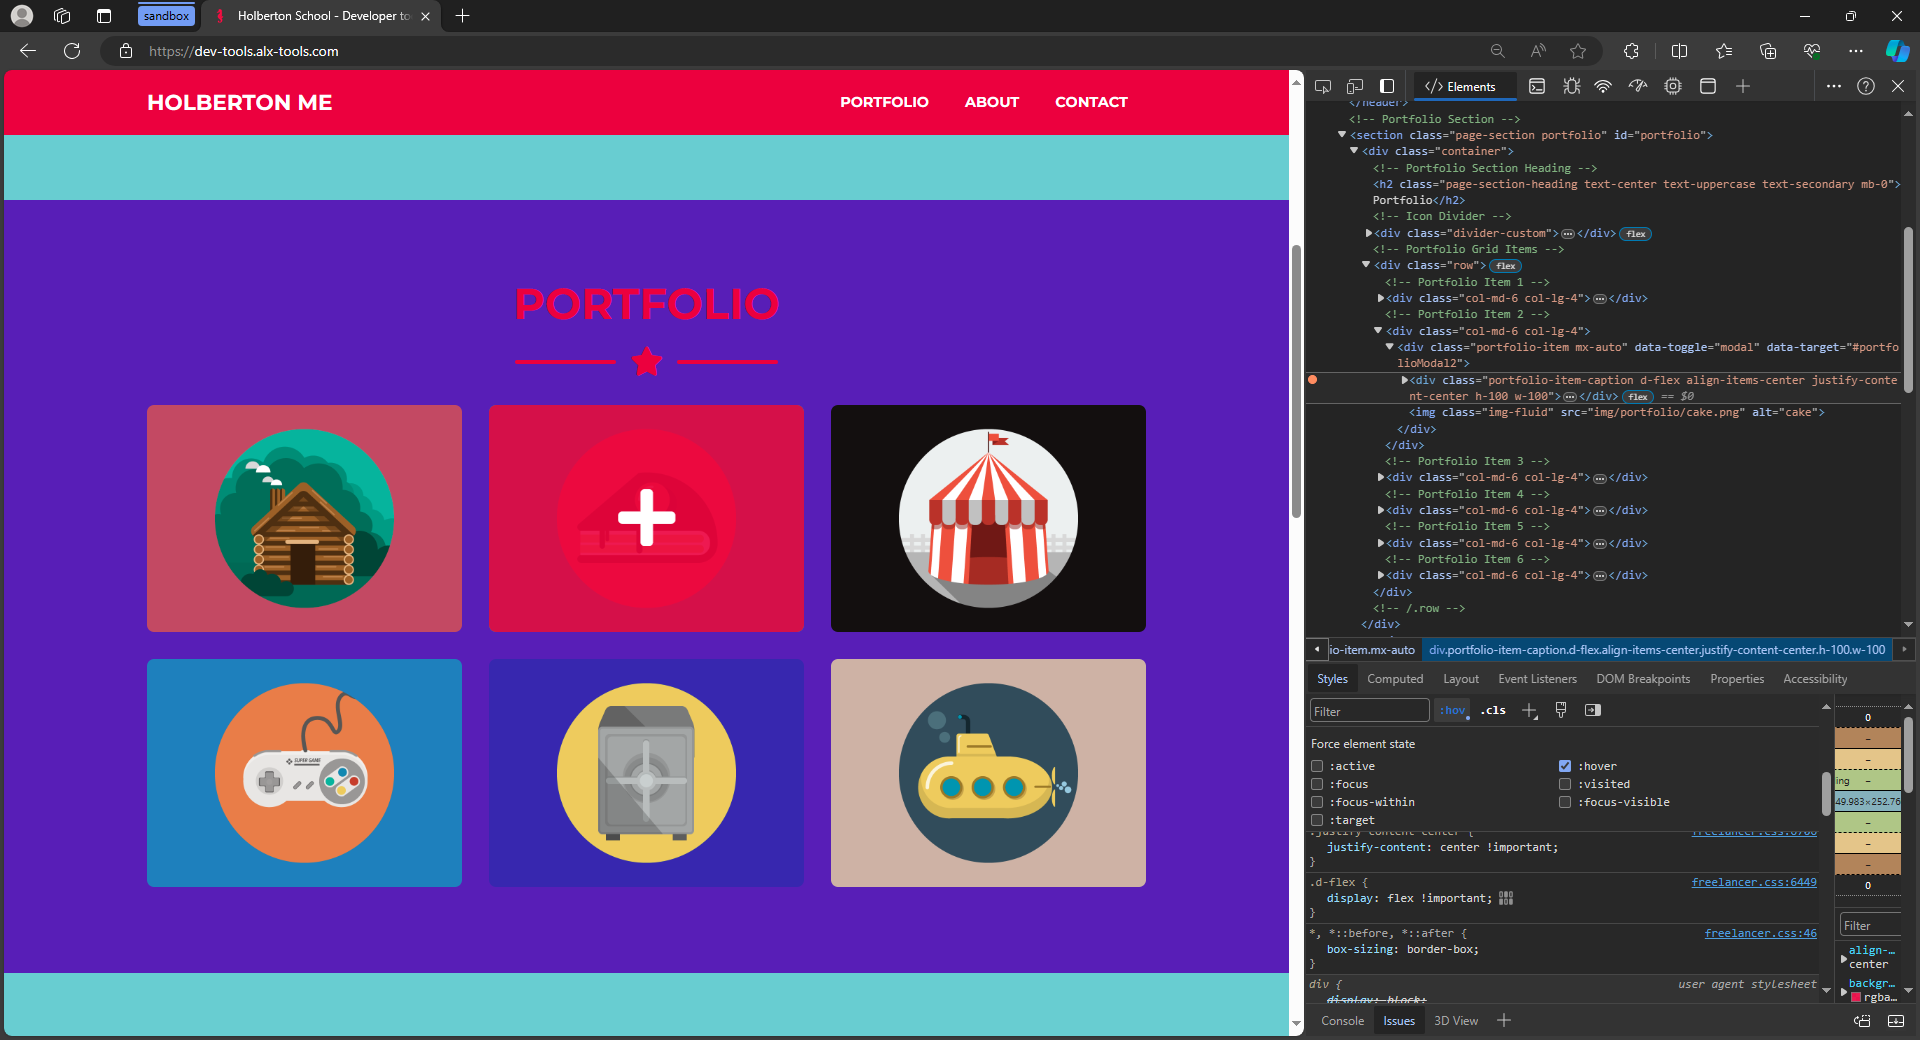 sandbox
Holberton School - Developer to
https://dev-tools.alx-tools.com
HOLBERTON ME
PORTFOLIO
ABOUT
CONTACT
PORTFOLIO
SUPER GAME
Elements
</header>
<!-- Portfolio Section -->
<section class="page-section portfolio" id="portfolio">
<div class="container">
<!-- Portfolio Section Heading -->
<h2 class="page-section-heading text-center text-uppercase text-secondary mb-0">
Portfolio</h2>
<!-- Icon Divider -->
<div class="divider-custom"> ⋯ </div> flex
<!-- Portfolio Grid Items -->
<div class="row"> flex
<!-- Portfolio Item 1 -->
<div class="col-md-6 col-lg-4"> ⋯ </div>
<!-- Portfolio Item 2 -->
<div class="col-md-6 col-lg-4">
<div class="portfolio-item mx-auto" data-toggle="modal" data-target="#portfo
lioModal2">
<div class="portfolio-item-caption d-flex align-items-center justify-conte
nt-center h-100 w-100"> ⋯ </div> flex == $0
<img class="img-fluid" src="img/portfolio/cake.png" alt="cake">
</div>
</div>
<!-- Portfolio Item 3 -->
<div class="col-md-6 col-lg-4"> ⋯ </div>
<!-- Portfolio Item 4 -->
<div class="col-md-6 col-lg-4"> ⋯ </div>
<!-- Portfolio Item 5 -->
<div class="col-md-6 col-lg-4"> ⋯ </div>
<!-- Portfolio Item 6 -->
<div class="col-md-6 col-lg-4"> ⋯ </div>
</div>
<!-- /.row -->
</div>
io-item.mx-auto
div.portfolio-item-caption.d-flex.align-items-center.justify-content-center.h-100.w-100
Styles
Computed
Layout
Event Listeners
DOM Breakpoints
Properties
Accessibility
Filter
:hov
.cls
Force element state
:active
:hover
:focus
:visited
:focus-within
:focus-visible
:target
.justify-content-center {
freelancer.css:6700
justify-content: center !important;
}
.d-flex {
freelancer.css:6449
display: flex !important;
}
*, *::before, *::after {
freelancer.css:46
box-sizing: border-box;
}
div {
user agent stylesheet
display: block;
0
-
-
ing -
49.983×252.76
-
-
-
0
Filter
align-…
center
backgr…
rgba…
Console
Issues
3D View